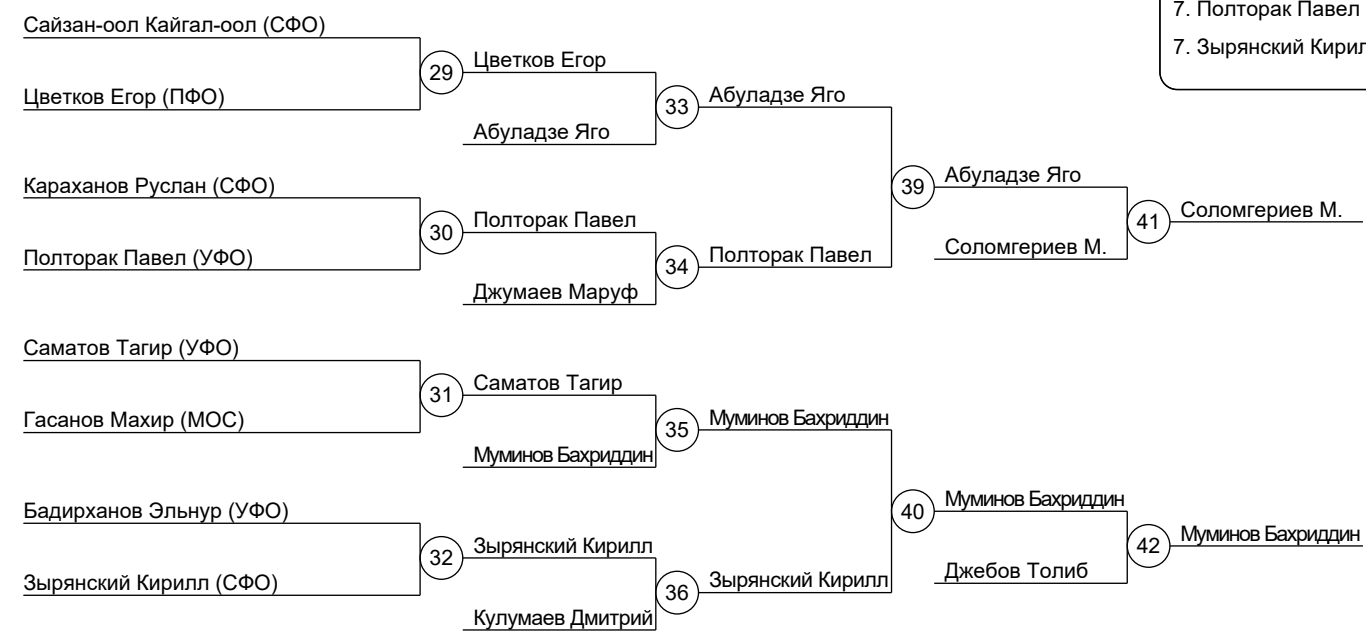 7. Полторак Павел
7. Зырянский
Сайзан-оол Кайгал-оол (СФО)
29
Цветков Егор
Цветков Егор (ПФО)
33
Абуладзе Яго
Абуладзе Яго
Караханов Руслан (СФО)
39
Абуладзе Яго
30
Полторак Павел
41
Соломгериев М.
Полторак Павел (УФО)
34
Полторак Павел
Соломгериев М.
Джумаев Маруф
Саматов Тагир (УФО)
31
Саматов Тагир
Гасанов Махир (МОС)
35
Муминов Бахриддин
Муминов Бахриддин
Бадирханов Эльнур (УФО)
40
Муминов Бахриддин
32
Зырянский Кирилл
42
Муминов Бахриддин
Зырянский Кирилл (СФО)
36
Зырянский Кирилл
Джебов Толиб
Кулумаев Дмитрий